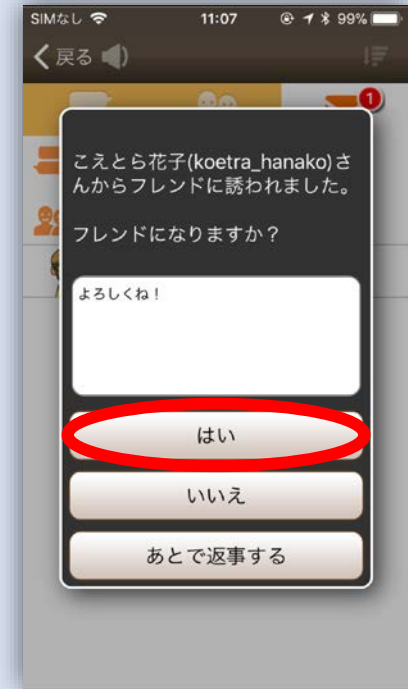 SIMなし 11:07 99%
戻る
1
こえとら花子(koetra_hanako)さ
んからフレンドに誘われました。
フレンドになりますか？
よろしくね！
はい
いいえ
あとで返事する